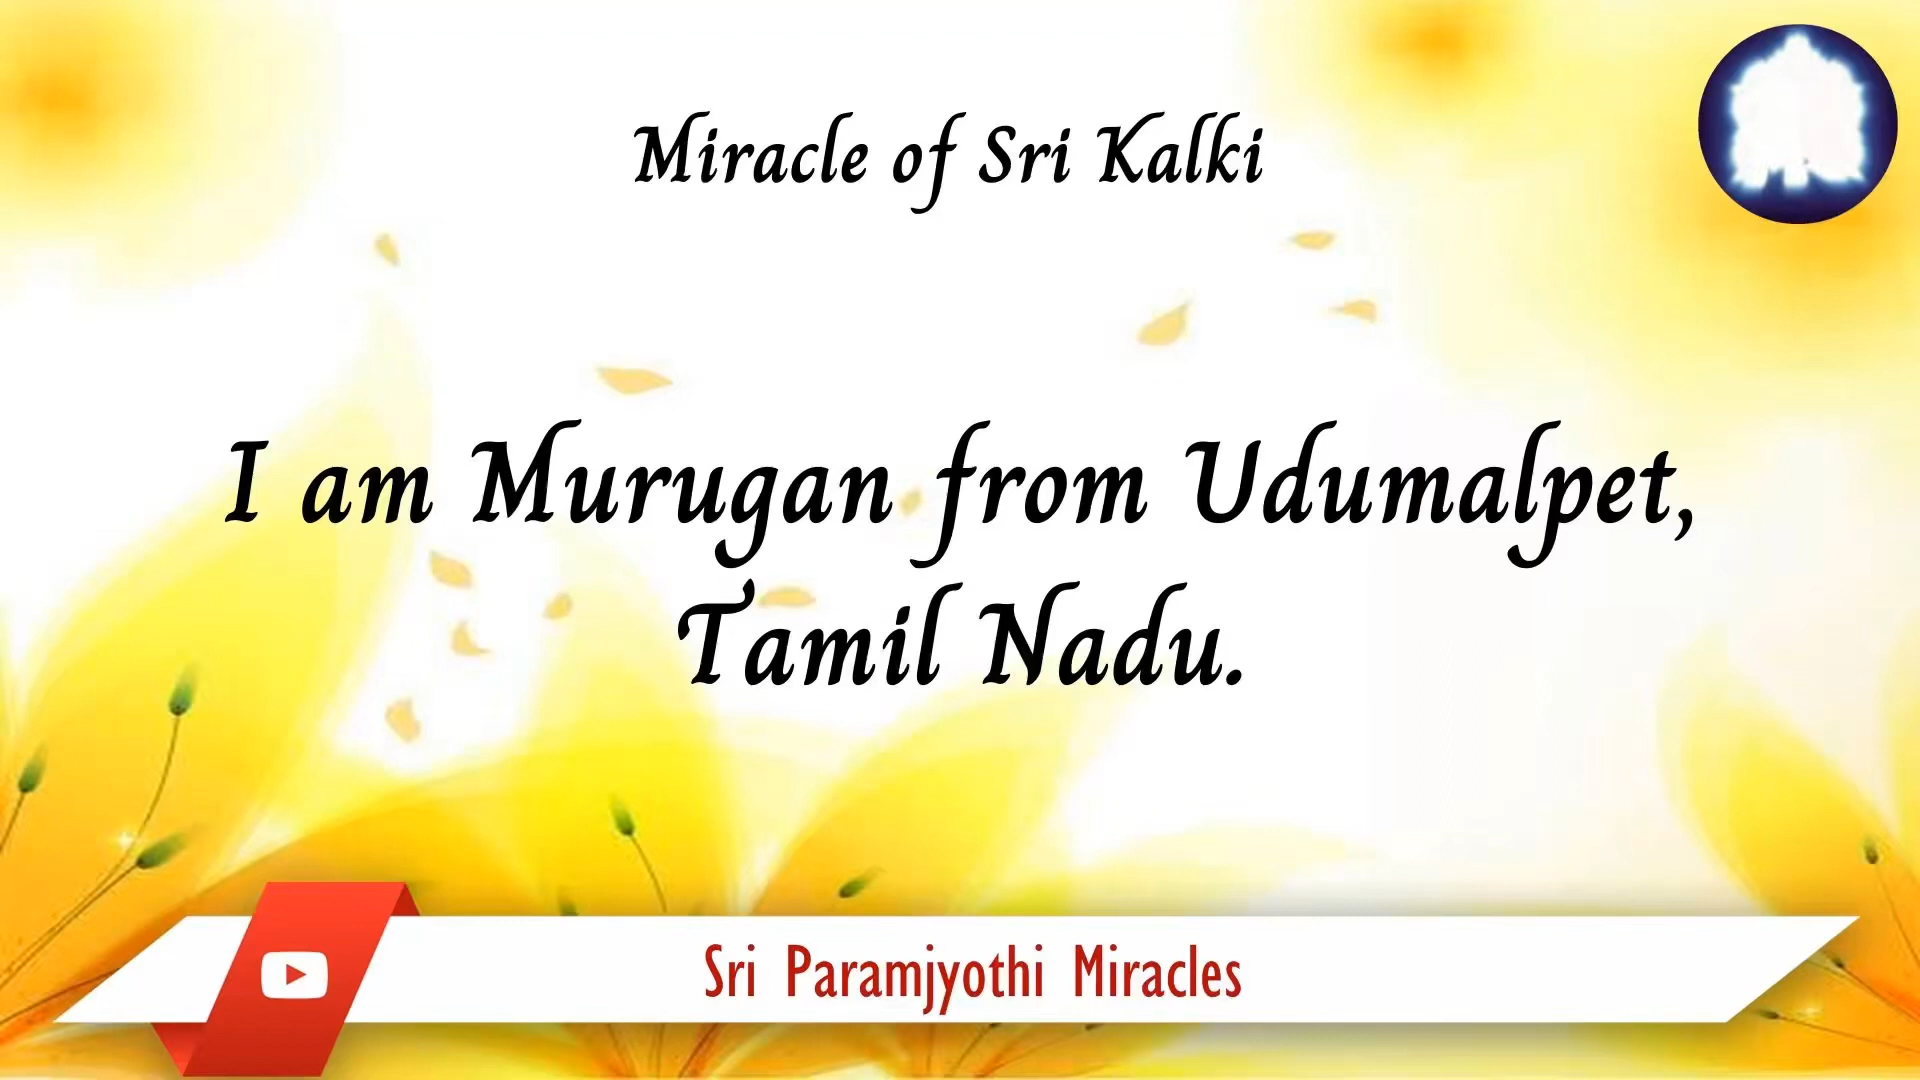 Miracle of Sri Kalki
I am Murugan from Udumalpet,
Tamil Nadu.
Sri Paramjyothi Miracles